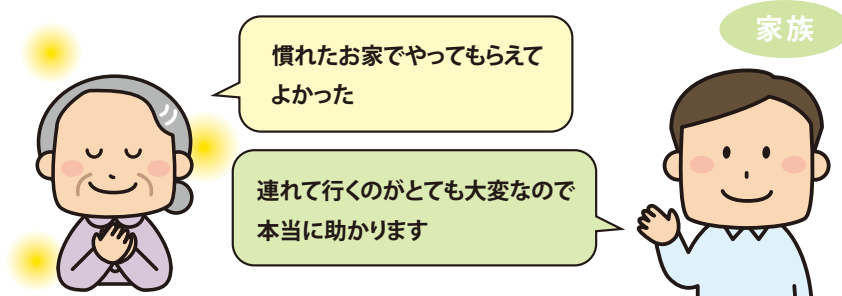 家族
慣れたお家でやってもらえて
よかった
連れて行くのがとても大変なので
本当に助かります